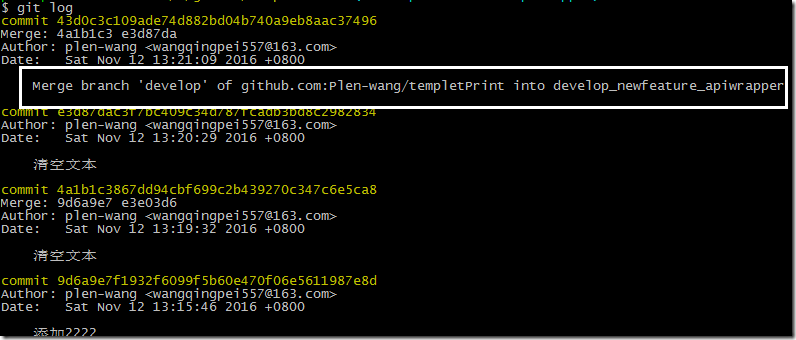 $ git log
commit 43d0c3c109ade74d882bd04b740a9eb8aac37496
Merge: 4a1b1c3 e3d87da
Author: plen-wang <wangqingpei557@163.com>
Date:   Sat Nov 12 13:21:09 2016 +0800
Merge branch 'develop' of github.com:Plen-wang/templetPrint into develop_newfeature_apiwrapper
commit e3d87dac3f7bc409c34d787fcadb3bd8c2982834
Author: plen-wang <wangqingpei557@163.com>
Date:   Sat Nov 12 13:20:29 2016 +0800
清空文本
commit 4a1b1c3867dd94cbf699c2b439270c347c6e5ca8
Merge: 9d6a9e7 e3e03d6
Author: plen-wang <wangqingpei557@163.com>
Date:   Sat Nov 12 13:19:32 2016 +0800
清空文本
commit 9d6a9e7f1932f6099f5b60e470f06e5611987e8d
Author: plen-wang <wangqingpei557@163.com>
Date:   Sat Nov 12 13:15:46 2016 +0800
添加2222